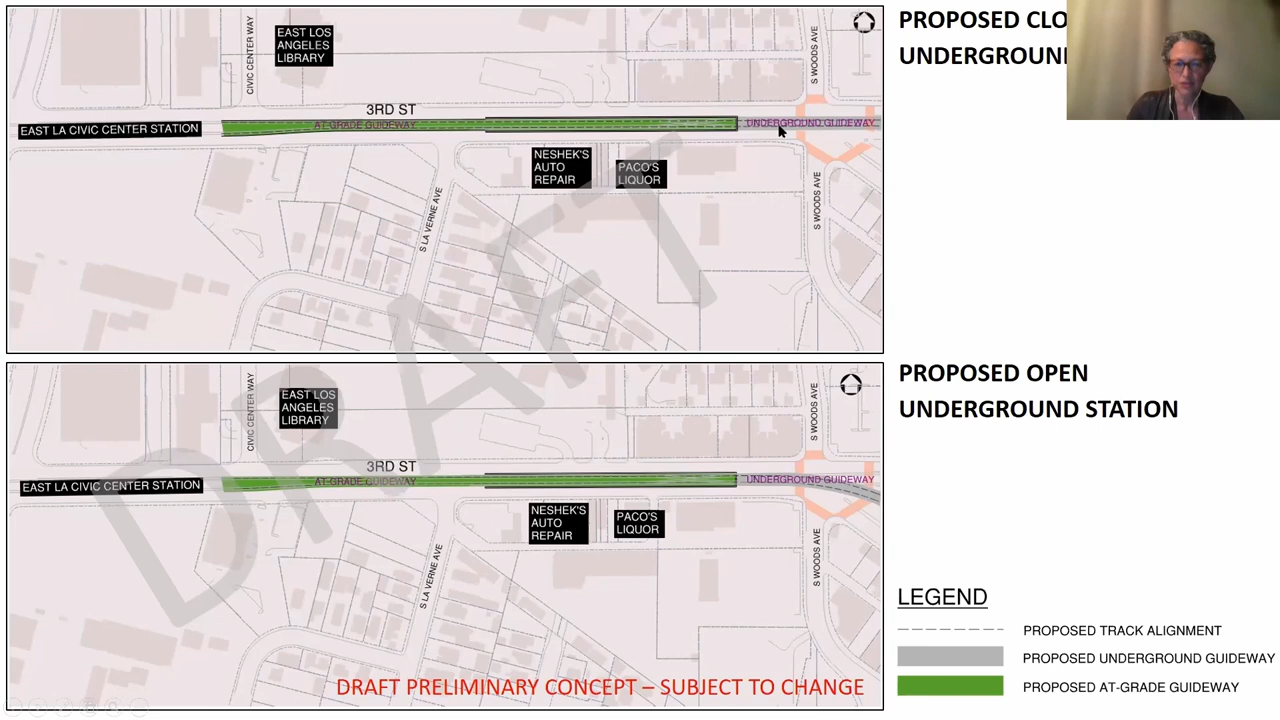 PROPOSED CLO
UNDERGROUND
EAST LOS
ANGELES
LIBRARY
CIVIC CENTER WAY
S WOODS AVE
3RD ST
EAST LA CIVIC CENTER STATION
AT-GRADE GUIDEWAY
UNDERGROUND GUIDEWAY
NESHEK'S
AUTO
REPAIR
PACO'S
LIQUOR
S LA VERNE AVE
S WOODS AVE
DRAFT
PROPOSED OPEN
UNDERGROUND STATION
EAST LOS
ANGELES
LIBRARY
CIVIC CENTER WAY
S WOODS AVE
3RD ST
EAST LA CIVIC CENTER STATION
AT-GRADE GUIDEWAY
UNDERGROUND GUIDEWAY
NESHEK'S
AUTO
REPAIR
PACO'S
LIQUOR
S LA VERNE AVE
S WOODS AVE
DRAFT PRELIMINARY CONCEPT – SUBJECT TO CHANGE
LEGEND
PROPOSED TRACK ALIGNMENT
PROPOSED UNDERGROUND GUIDEWAY
PROPOSED AT-GRADE GUIDEWAY